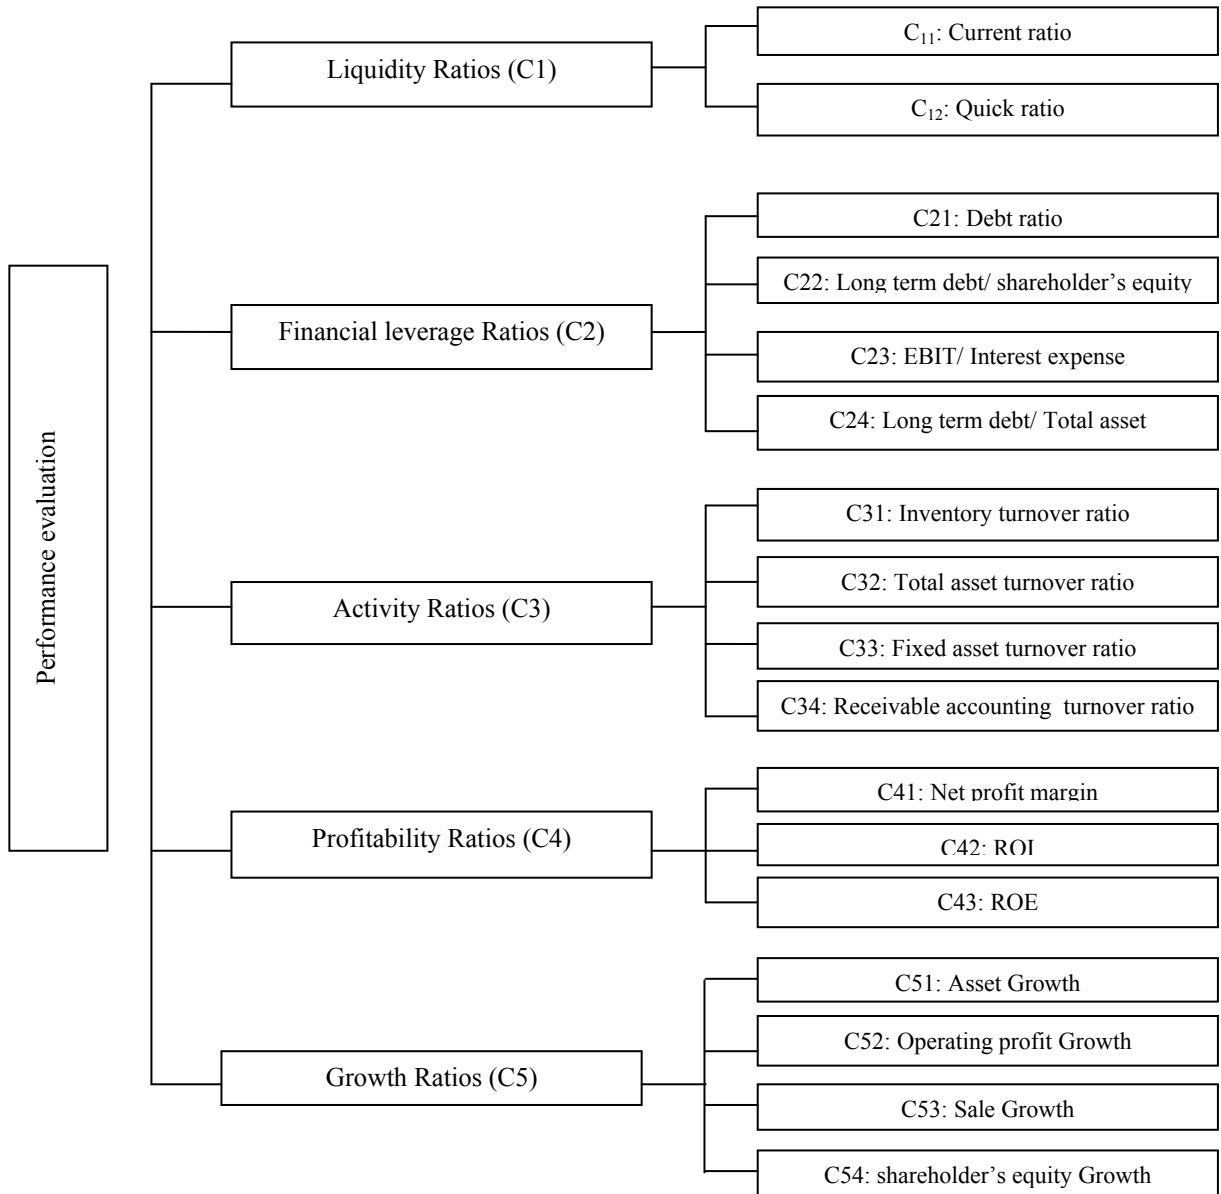 Performance evaluation
Liquidity Ratios (C1)
C₁₁: Current ratio
C₁₂: Quick ratio
Financial leverage Ratios (C2)
C21: Debt ratio
C22: Long term debt/ shareholder’s equity
C23: EBIT/ Interest expense
C24: Long term debt/ Total asset
Activity Ratios (C3)
C31: Inventory turnover ratio
C32: Total asset turnover ratio
C33: Fixed asset turnover ratio
C34: Receivable accounting  turnover ratio
Profitability Ratios (C4)
C41: Net profit margin
C42: ROI
C43: ROE
Growth Ratios (C5)
C51: Asset Growth
C52: Operating profit Growth
C53: Sale Growth
C54: shareholder’s equity Growth